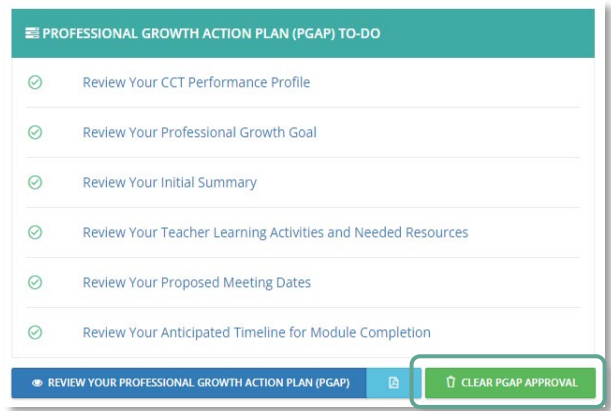 PROFESSIONAL GROWTH ACTION PLAN (PGAP) TO-DO
Review Your CCT Performance Profile
Review Your Professional Growth Goal
Review Your Initial Summary
Review Your Teacher Learning Activities and Needed Resources
Review Your Proposed Meeting Dates
Review Your Anticipated Timeline for Module Completion
REVIEW YOUR PROFESSIONAL GROWTH ACTION PLAN (PGAP) CLEAR PGAP APPROVAL